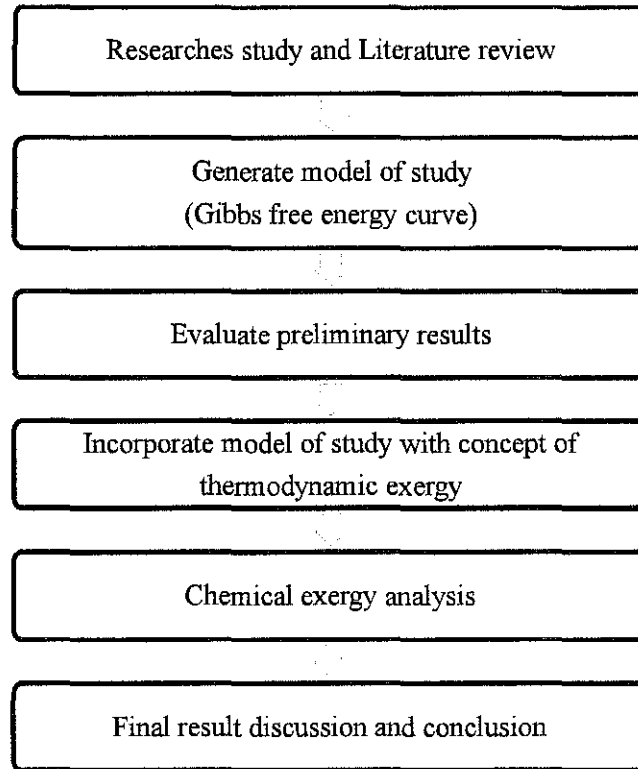 Researches study and Literature review
Generate model of study
(Gibbs free energy curve)
Evaluate preliminary results
Incorporate model of study with concept of
thermodynamic exergy
Chemical exergy analysis
Final result discussion and conclusion